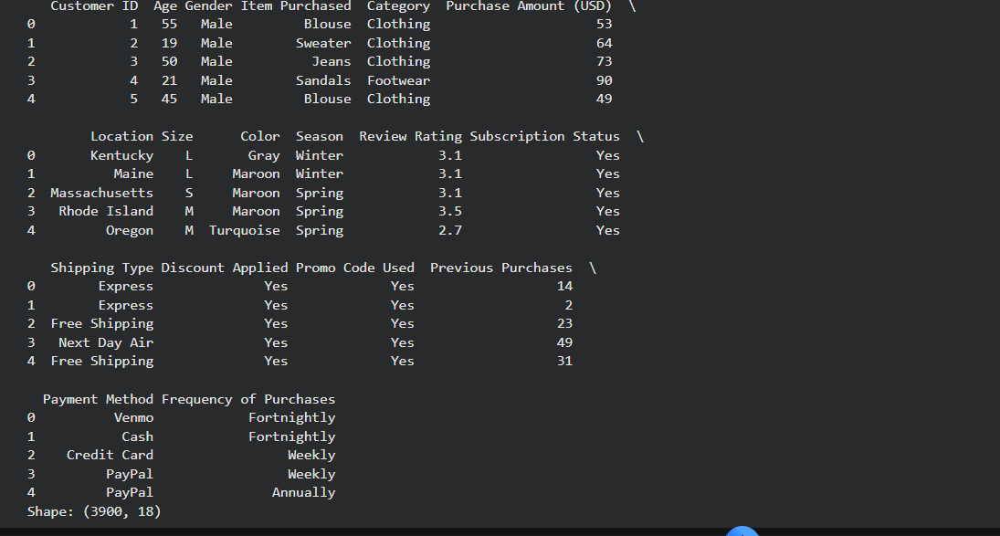 Customer ID  Age Gender Item Purchased  Category  Purchase Amount (USD)  \
0            1   55   Male         Blouse  Clothing                     53
1            2   19   Male        Sweater  Clothing                     64
2            3   50   Male          Jeans  Clothing                     73
3            4   21   Male        Sandals  Footwear                     90
4            5   45   Male         Blouse  Clothing                     49
Location Size      Color  Season  Review Rating Subscription Status  \
0       Kentucky    L       Gray  Winter            3.1                 Yes
1          Maine    L     Maroon  Winter            3.1                 Yes
2  Massachusetts    S     Maroon  Spring            3.1                 Yes
3   Rhode Island    M     Maroon  Spring            3.5                 Yes
4         Oregon    M  Turquoise  Spring            2.7                 Yes
Shipping Type Discount Applied Promo Code Used  Previous Purchases  \
0        Express              Yes             Yes                  14
1        Express              Yes             Yes                   2
2  Free Shipping              Yes             Yes                  23
3   Next Day Air              Yes             Yes                  49
4  Free Shipping              Yes             Yes                  31
Payment Method Frequency of Purchases
0          Venmo            Fortnightly
1           Cash            Fortnightly
2    Credit Card                 Weekly
3         PayPal                 Weekly
4         PayPal               Annually
Shape: (3900, 18)